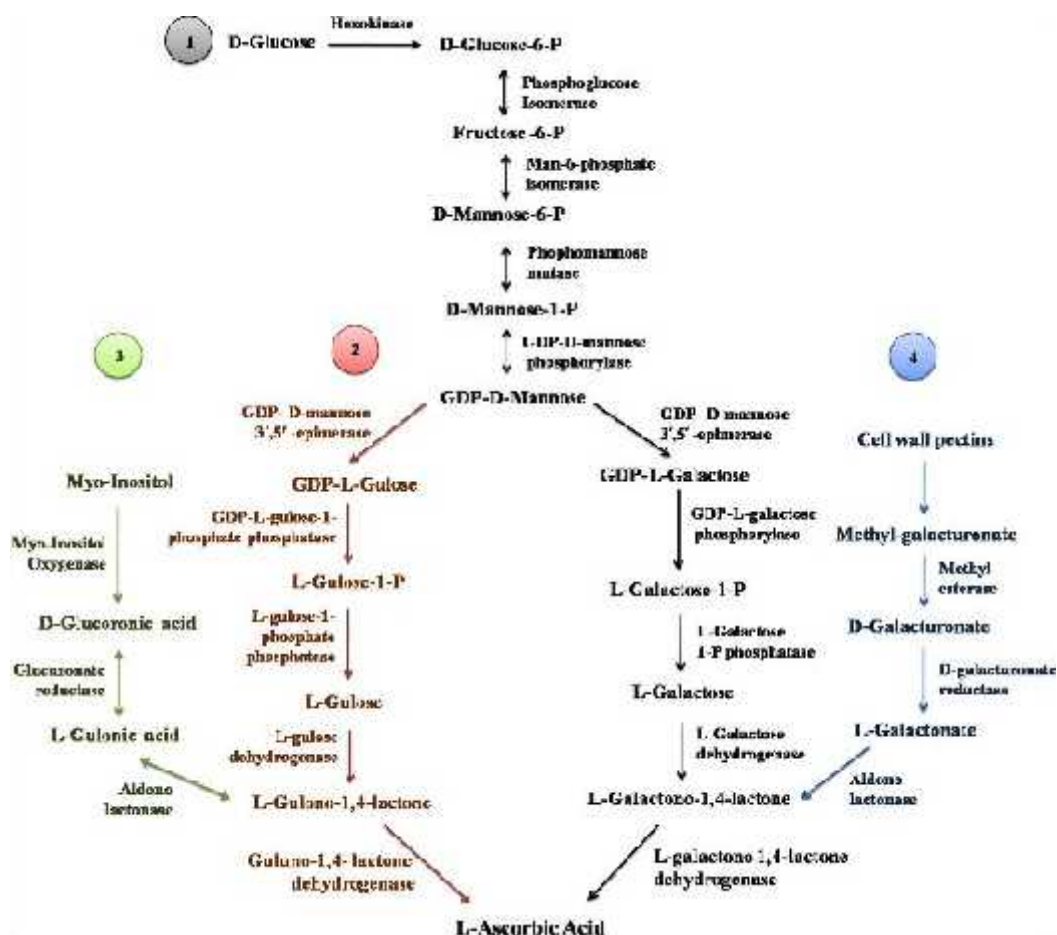 Hexokinase
1
D-Glucose
D-Glucose-6-P
Phosphoglucose
Isomerase
Fructose-6-P
Man-6-phosphate
isomerase
D-Mannose-6-P
Phophomannose
mutase
D-Mannose-1-P
3
2
4
GDP-D-mannose
phosphorylase
GDP-D-Mannose
GDP-D-mannose
3',5'-epimerase
GDP-D mannose
3',5'-epimerase
Cell wall pectins
Myo-Inositol
GDP-L-Gulose
GDP-L-Galactose
GDP-L-gulose-1-
phosphate phosphatase
GDP-L-galactose
phosphorylase
Methyl-galacturonate
Myo-Inositol
Oxygenase
L-Gulose-1-P
L-Galactose-1-P
Methyl
esterase
D-Glucoronic acid
L-gulose-1-
phosphate
phosphatase
L-Galactose
1-P phosphatase
D-Galacturonate
Glucuronate
reductase
L-Gulose
L-Galactose
D-galacturonate
reductase
L-Gulonic acid
L-gulose
dehydrogenase
L-Galactose
dehydrogenase
L-Galactonate
Aldono
lactonase
L-Gulono-1,4-lactone
L-Galactono-1,4-lactone
Aldono
lactonase
Gulono-1,4-lactone
dehydrogenase
L-galactono 1,4-lactone
dehydrogenase
L-Ascorbic Acid